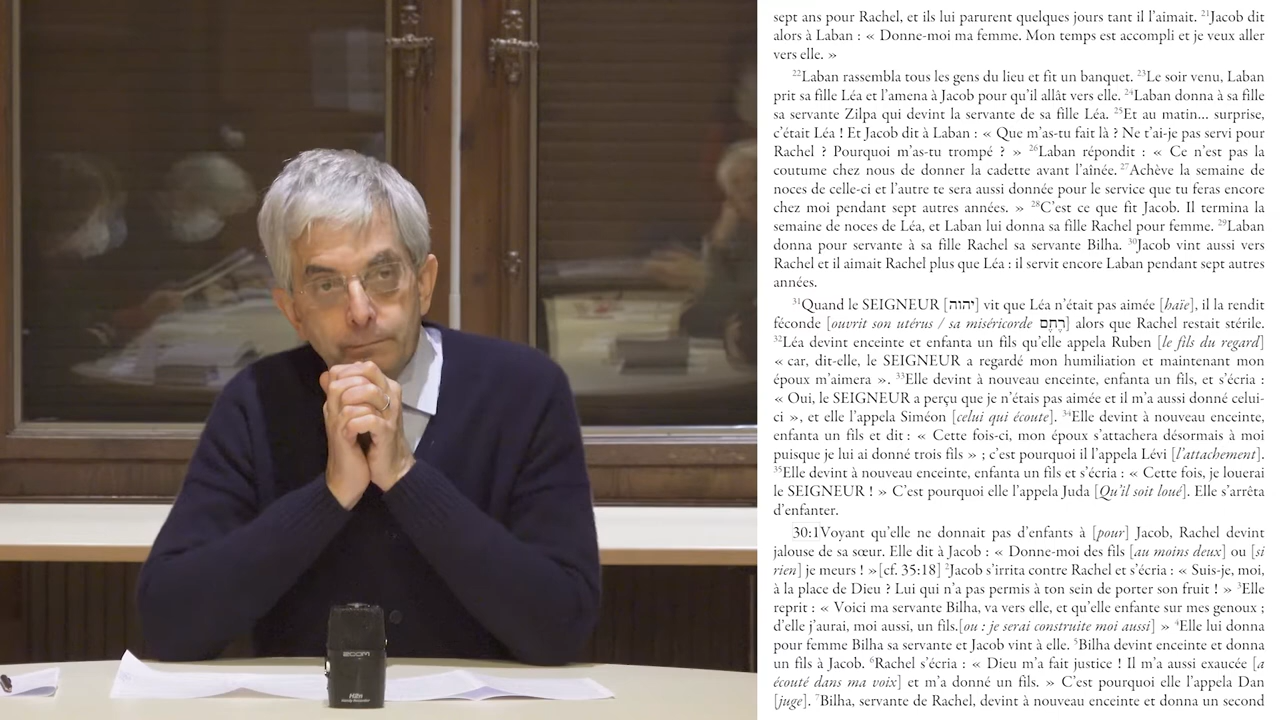 sept ans pour Rachel, et ils lui parurent quelques jours tant il l'aimait. ²¹Jacob dit
alors à Laban : « Donne-moi ma femme. Mon temps est accompli et je veux aller
vers elle. »
²²Laban rassembla tous les gens du lieu et fit un banquet. ²³Le soir venu, Laban
prit sa fille Léa et l'amena à Jacob pour qu'il allât vers elle. ²⁴Laban donna à sa fille
sa servante Zilpa qui devint la servante de sa fille Léa. ²⁵Et au matin... surprise,
c'était Léa ! Et Jacob dit à Laban : « Que m'as-tu fait là ? Ne t'ai-je pas servi pour
Rachel ? Pourquoi m'as-tu trompé ? » ²⁶Laban répondit : « Ce n'est pas la
coutume chez nous de donner la cadette avant l'aînée. ²⁷Achève la semaine de
noces de celle-ci et l'autre te sera aussi donnée pour le service que tu feras encore
chez moi pendant sept autres années. » ²⁸C'est ce que fit Jacob. Il termina la
semaine de noces de Léa, et Laban lui donna sa fille Rachel pour femme. ²⁹Laban
donna pour servante à sa fille Rachel sa servante Bilha. ³⁰Jacob vint aussi vers
Rachel et il aimait Rachel plus que Léa : il servit encore Laban pendant sept autres
années.
³¹Quand le SEIGNEUR [יהוה] vit que Léa n'était pas aimée [haïe], il la rendit
féconde [ouvrit son utérus / sa miséricorde רֶחֶם] alors que Rachel restait stérile.
³²Léa devint enceinte et enfanta un fils qu'elle appela Ruben [le fils du regard]
« car, dit-elle, le SEIGNEUR a regardé mon humiliation et maintenant mon
époux m'aimera ». ³³Elle devint à nouveau enceinte, enfanta un fils, et s'écria :
« Oui, le SEIGNEUR a perçu que je n'étais pas aimée et il m'a aussi donné celui-
ci », et elle l'appela Siméon [celui qui écoute]. ³⁴Elle devint à nouveau enceinte,
enfanta un fils et dit : « Cette fois-ci, mon époux s'attachera désormais à moi
puisque je lui ai donné trois fils » ; c'est pourquoi il l'appela Lévi [l'attachement].
³⁵Elle devint à nouveau enceinte, enfanta un fils et s'écria : « Cette fois, je louerai
le SEIGNEUR ! » C'est pourquoi elle l'appela Juda [Qu'il soit loué]. Elle s'arrêta
d'enfanter.
30:1Voyant qu'elle ne donnait pas d'enfants à [pour] Jacob, Rachel devint
jalouse de sa sœur. Elle dit à Jacob : « Donne-moi des fils [au moins deux] ou [si
rien] je meurs ! »[cf. 35:18] ²Jacob s'irrita contre Rachel et s'écria : « Suis-je, moi,
à la place de Dieu ? Lui qui n'a pas permis à ton sein de porter son fruit ! » ³Elle
reprit : « Voici ma servante Bilha, va vers elle, et qu'elle enfante sur mes genoux ;
d'elle j'aurai, moi aussi, un fils.[ou : je serai construite moi aussi] » ⁴Elle lui donna
pour femme Bilha sa servante et Jacob vint à elle. ⁵Bilha devint enceinte et donna
un fils à Jacob. ⁶Rachel s'écria : « Dieu m'a fait justice ! Il m'a aussi exaucée [a
écouté dans ma voix] et m'a donné un fils. » C'est pourquoi elle l'appela Dan
[juge]. ⁷Bilha, servante de Rachel, devint à nouveau enceinte et donna un second
zoom
H2n
Handy Recorder